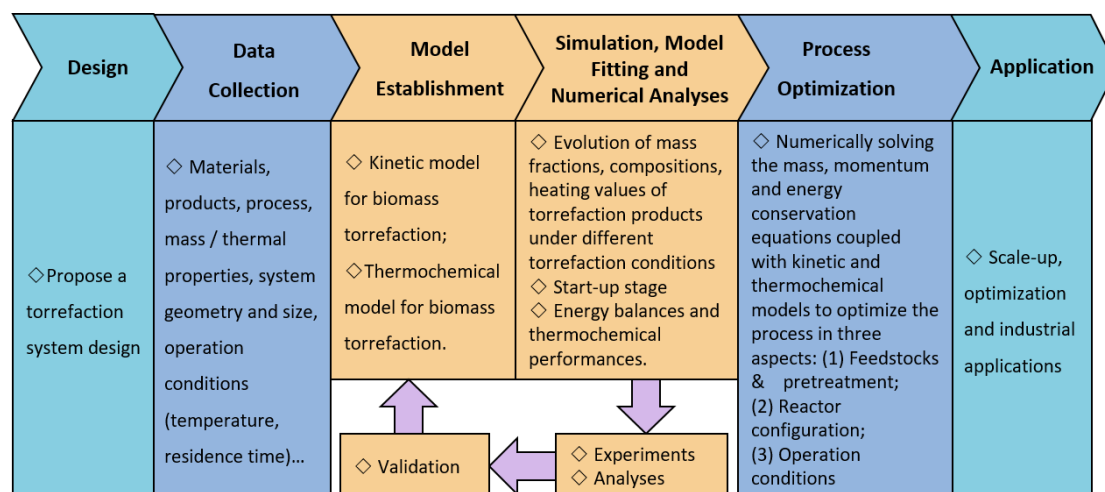 Design
Data
Collection
Model
Establishment
Simulation, Model
Fitting and
Numerical Analyses
Process
Optimization
Application
◇ Propose a
torrefaction
system design
◇ Materials,
products, process,
mass / thermal
properties, system
geometry and size,
operation
conditions
(temperature,
residence time)...
◇ Kinetic model
for biomass
torrefaction;
◇ Thermochemical
model for biomass
torrefaction.
◇ Evolution of mass
fractions, compositions,
heating values of
torrefaction products
under different
torrefaction conditions
◇ Start-up stage
◇ Energy balances and
thermochemical
performances.
◇ Numerically solving
the mass, momentum
and energy
conservation
equations coupled
with kinetic and
thermochemical
models to optimize the
process in three
aspects: (1) Feedstocks
& pretreatment;
(2) Reactor
configuration;
(3) Operation
conditions
◇ Scale-up,
optimization
and industrial
applications
◇ Validation
◇ Experiments
◇ Analyses